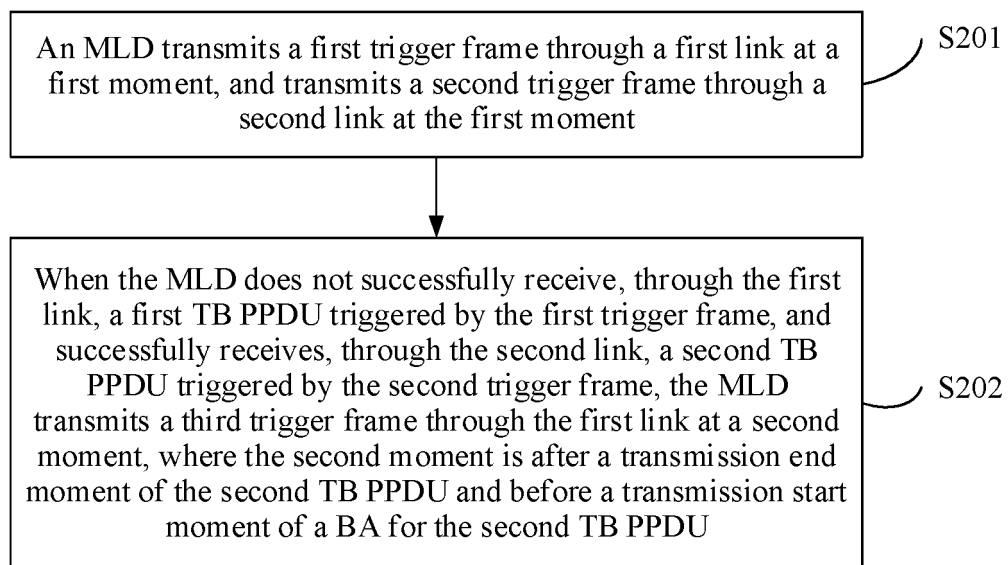 An MLD transmits a first trigger frame through a first link at a
first moment, and transmits a second trigger frame through a
second link at the first moment
S201
When the MLD does not successfully receive, through the first
link, a first TB PPDU triggered by the first trigger frame, and
successfully receives, through the second link, a second TB
PPDU triggered by the second trigger frame, the MLD
transmits a third trigger frame through the first link at a second
moment, where the second moment is after a transmission end
moment of the second TB PPDU and before a transmission start
moment of a BA for the second TB PPDU
S202